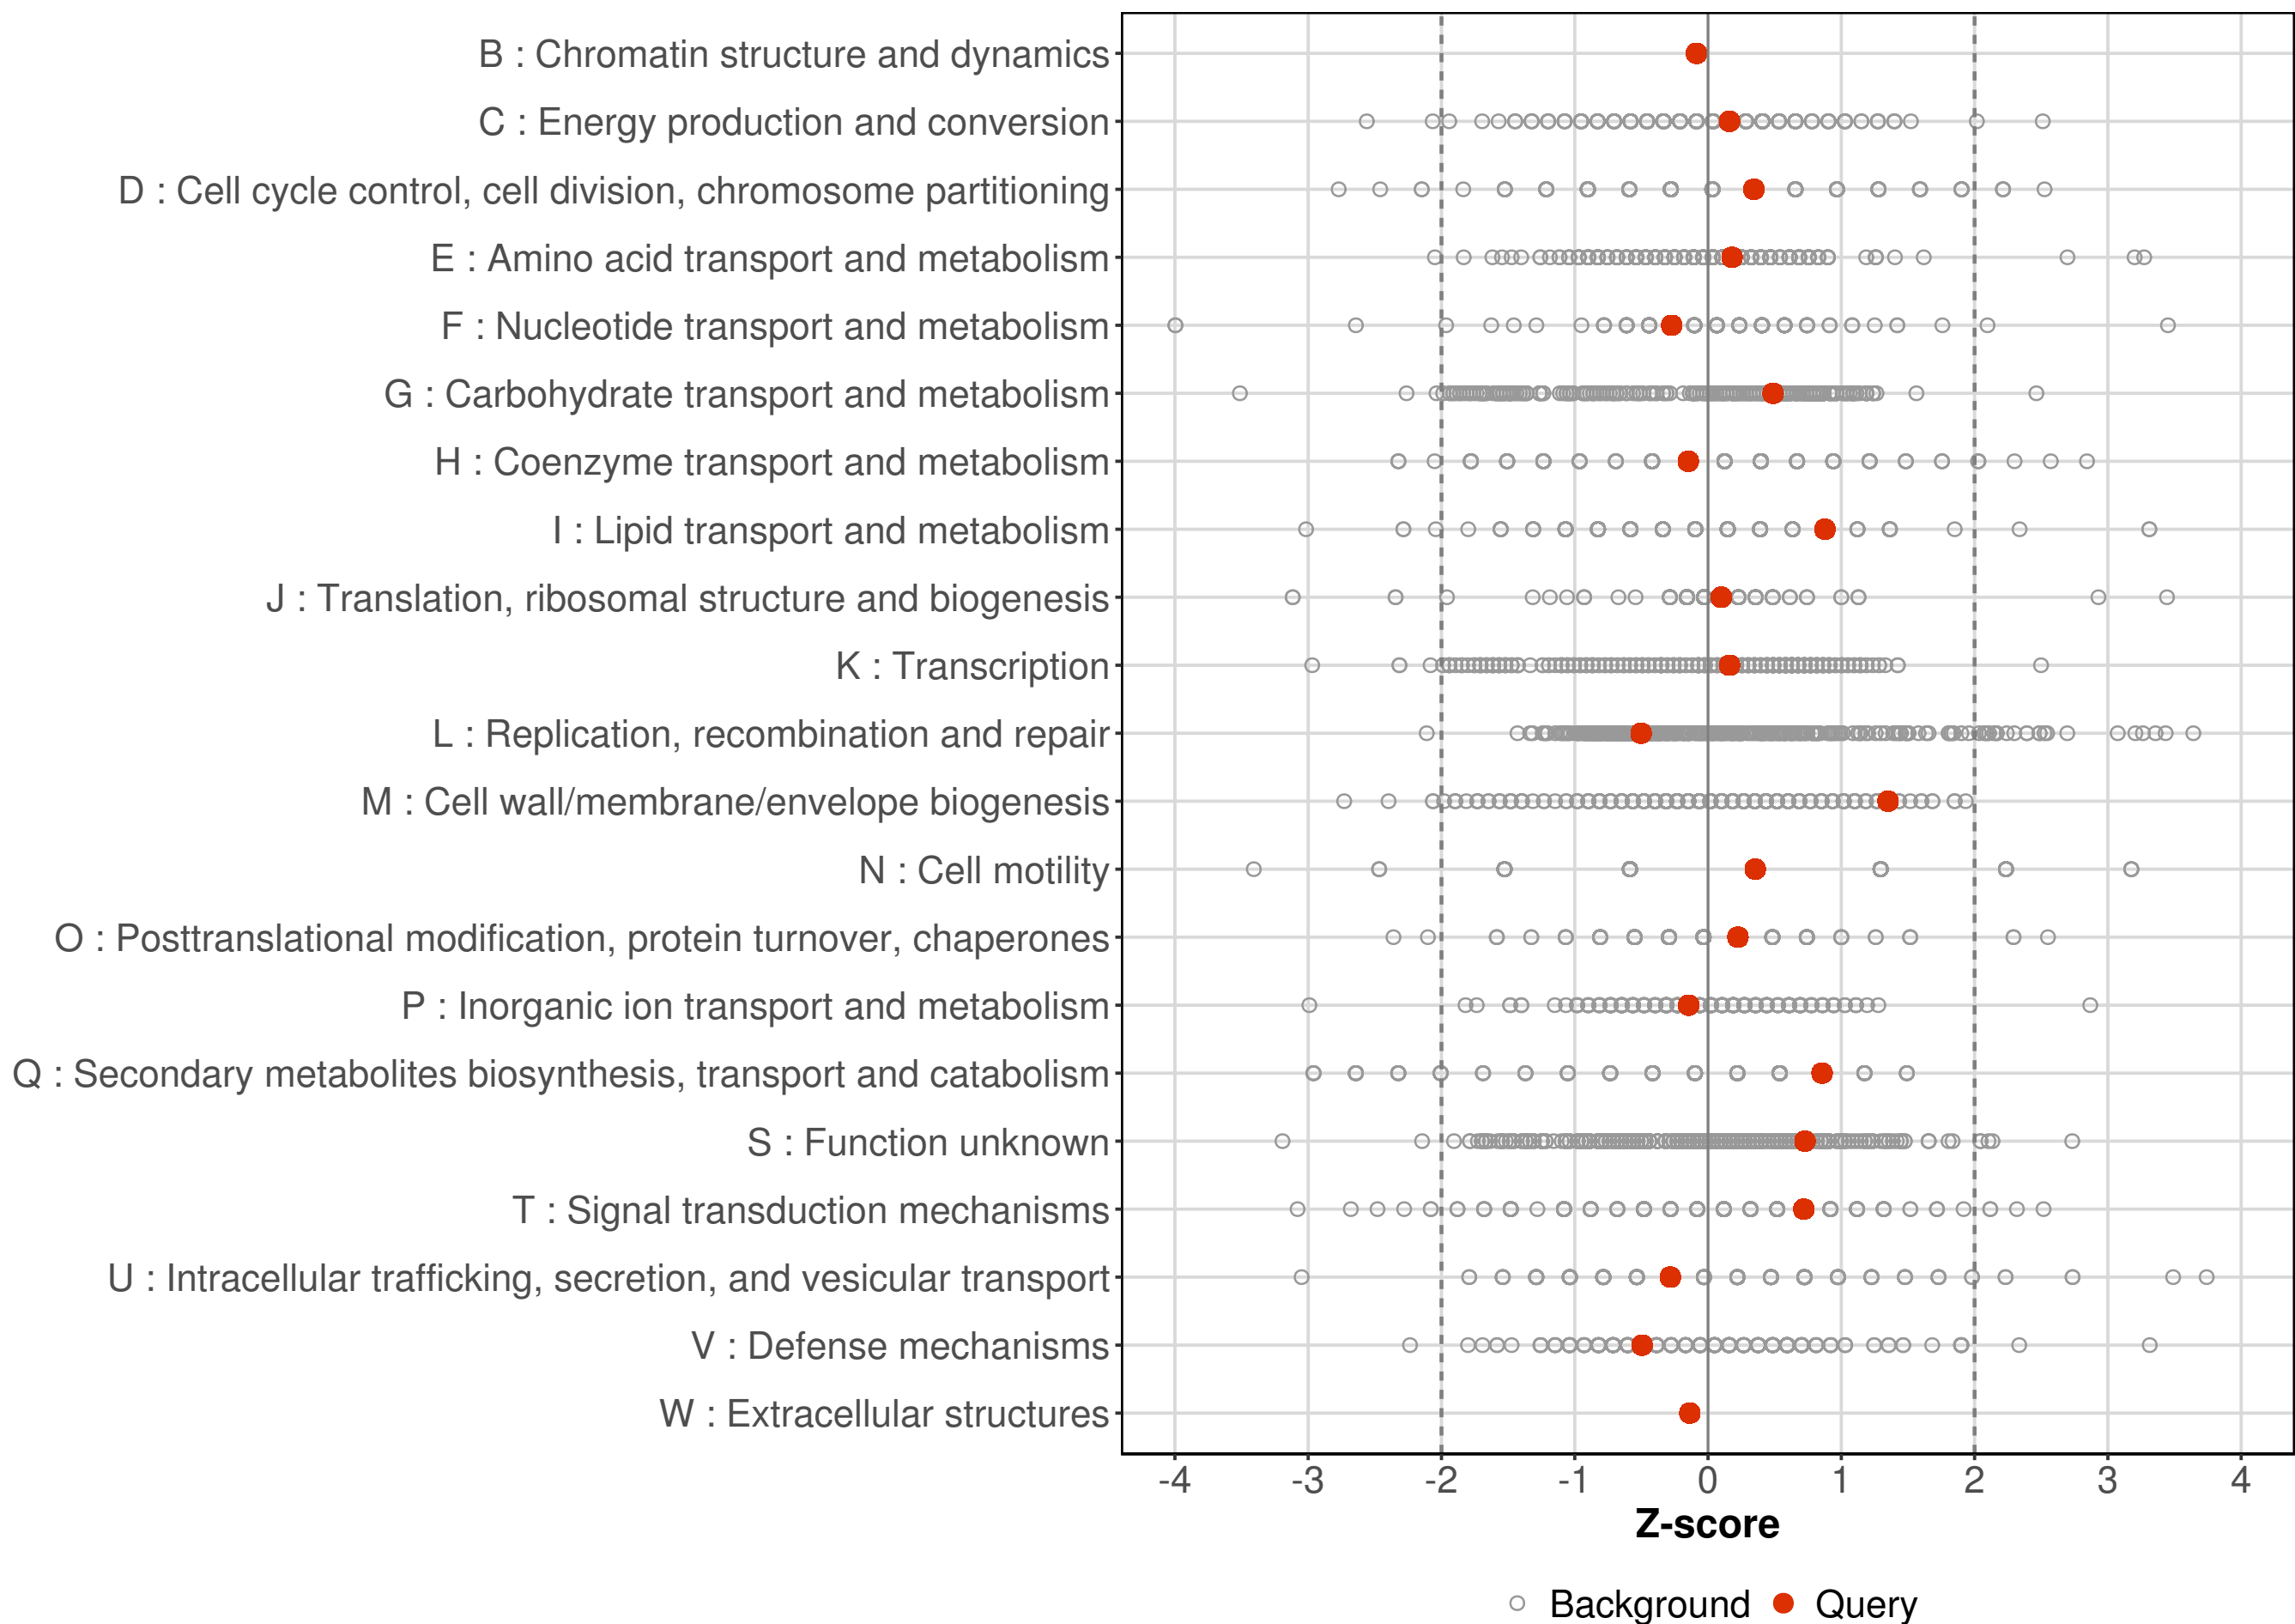 B : Chromatin structure and dynamics
C : Energy production and conversion
D : Cell cycle control, cell division, chromosome partitioning
E : Amino acid transport and metabolism
F : Nucleotide transport and metabolism
G : Carbohydrate transport and metabolism
H : Coenzyme transport and metabolism
I : Lipid transport and metabolism
J : Translation, ribosomal structure and biogenesis
K : Transcription
L : Replication, recombination and repair
M : Cell wall/membrane/envelope biogenesis
N : Cell motility
O : Posttranslational modification, protein turnover, chaperones
P : Inorganic ion transport and metabolism
Q : Secondary metabolites biosynthesis, transport and catabolism
S : Function unknown
T : Signal transduction mechanisms
U : Intracellular trafficking, secretion, and vesicular transport
V : Defense mechanisms
W : Extracellular structures
-4 -3 -2 -1 0 1 2 3 4
Z-score
Background Query